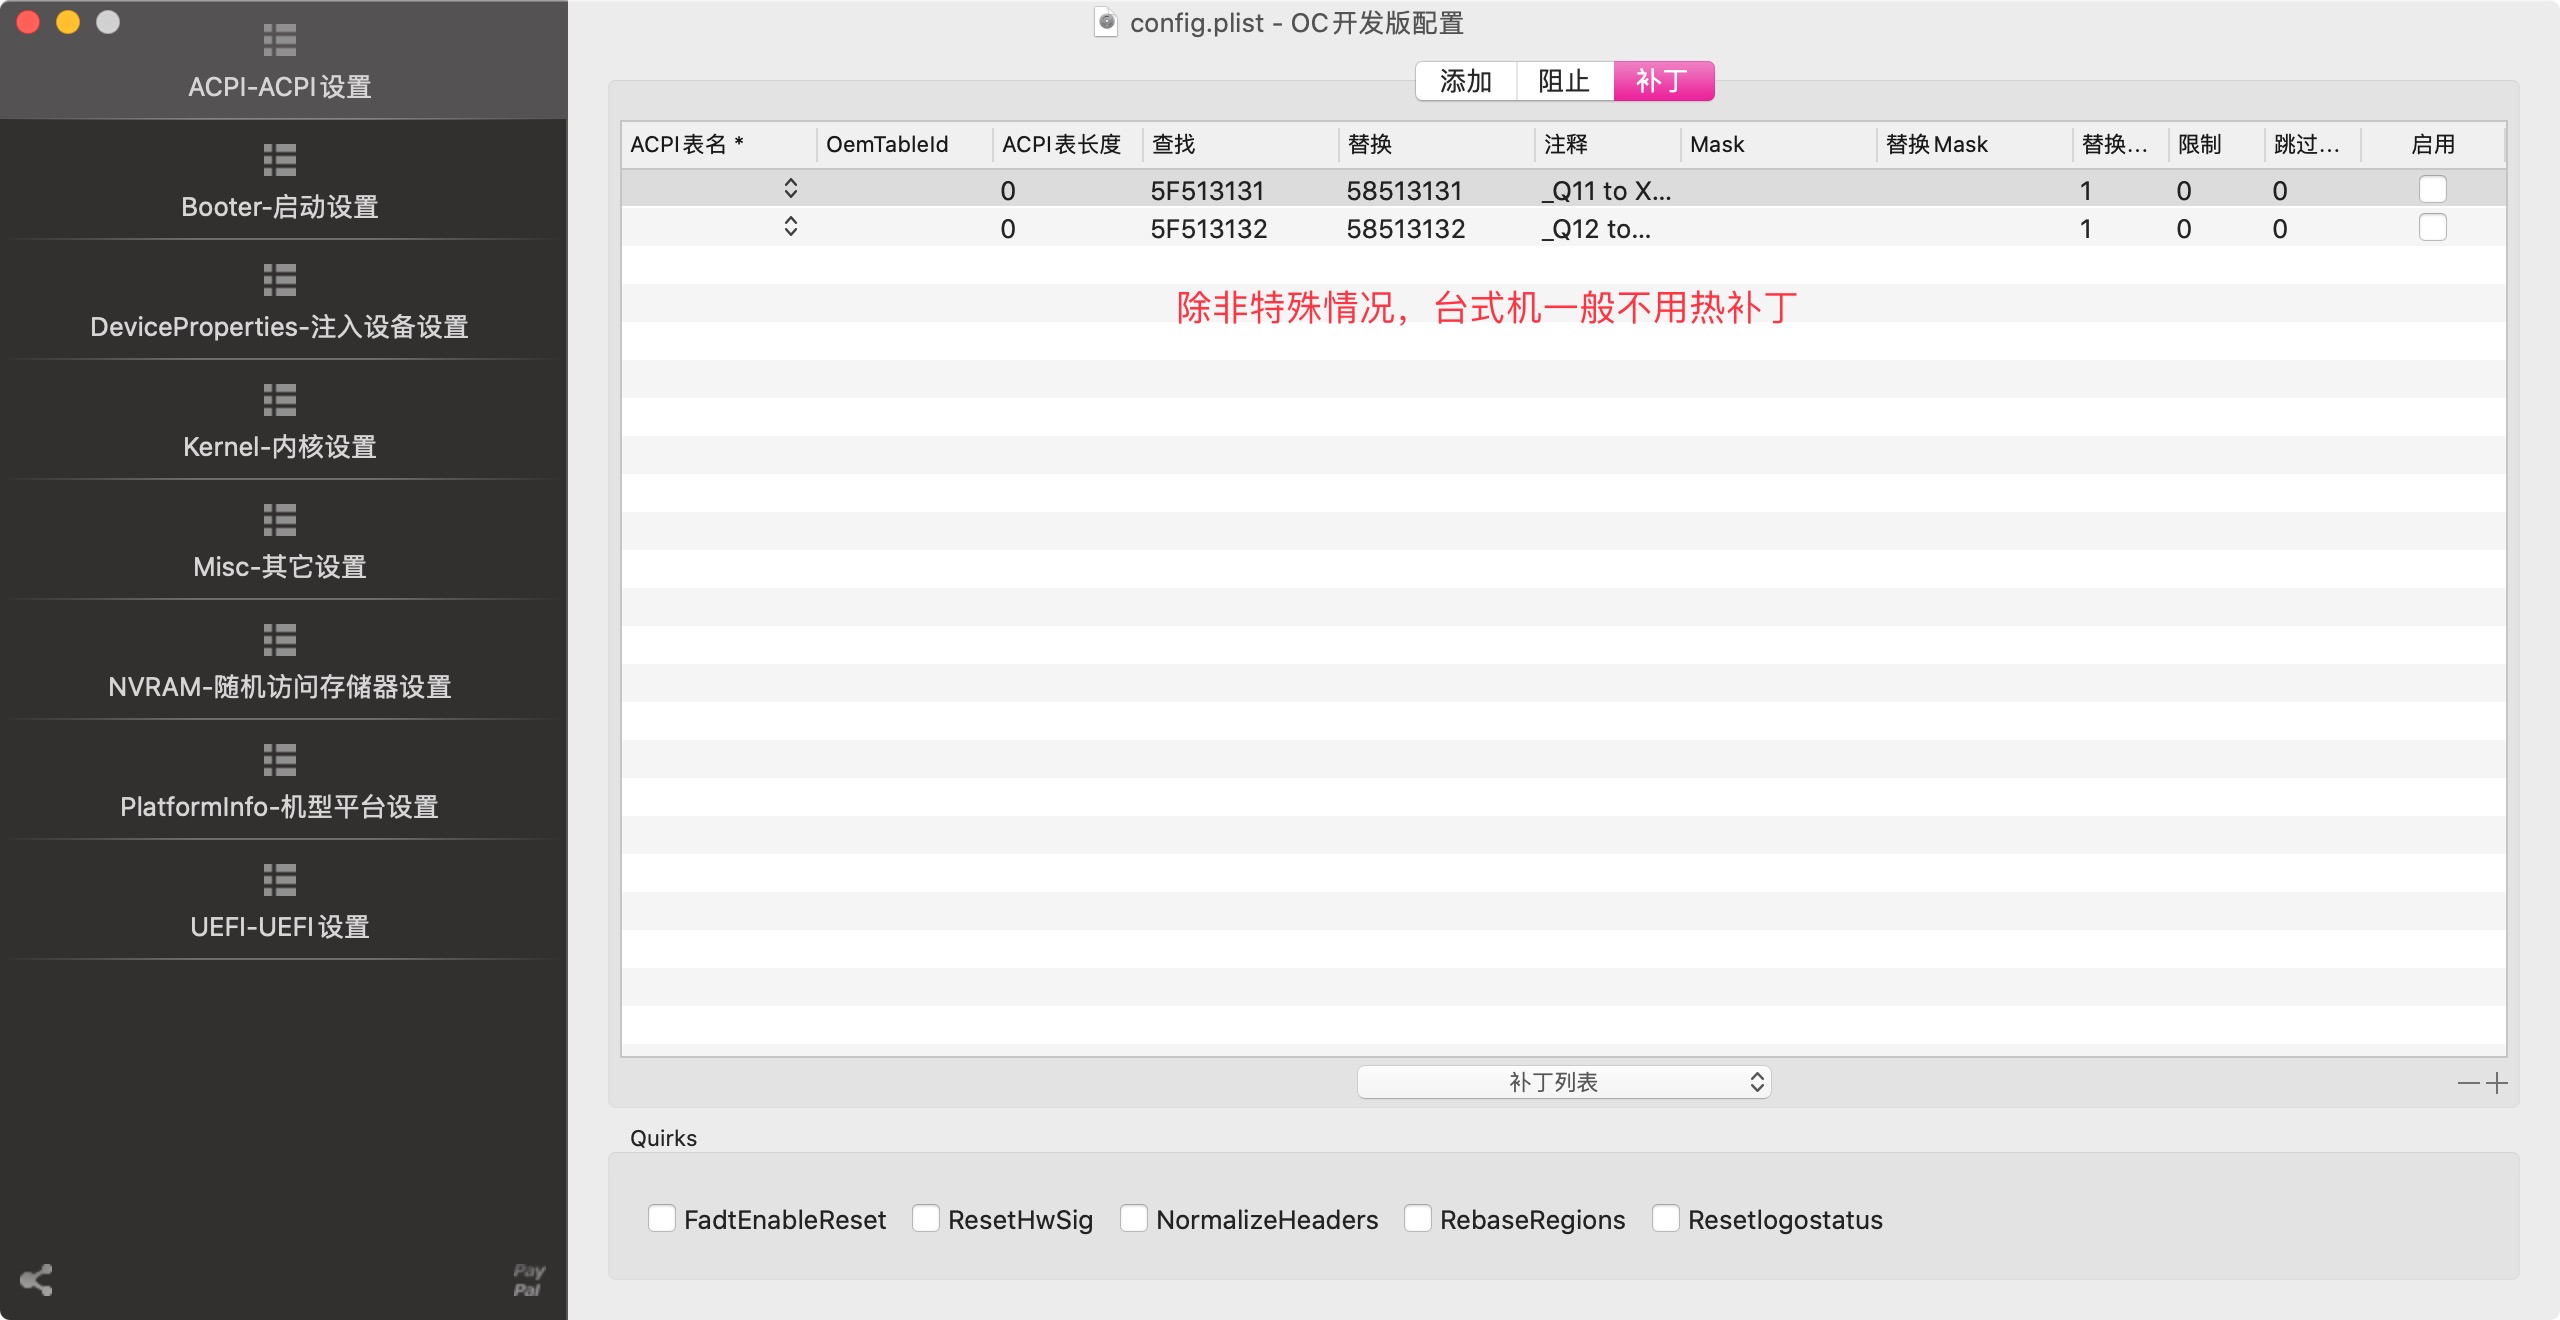 config.plist - OC开发版配置
ACPI-ACPI设置
Booter-启动设置
DeviceProperties-注入设备设置
Kernel-内核设置
Misc-其它设置
NVRAM-随机访问存储器设置
PlatformInfo-机型平台设置
UEFI-UEFI设置
Pay
Pal
添加 阻止 补丁
ACPI表名 * OemTableId ACPI表长度 查找 替换 注释 Mask 替换Mask 替换... 限制 跳过... 启用
0 5F513131 58513131 _Q11 to X... 1 0 0
0 5F513132 58513132 _Q12 to... 1 0 0
除非特殊情况，台式机一般不用热补丁
补丁列表
Quirks
FadtEnableReset ResetHwSig NormalizeHeaders RebaseRegions Resetlogostatus